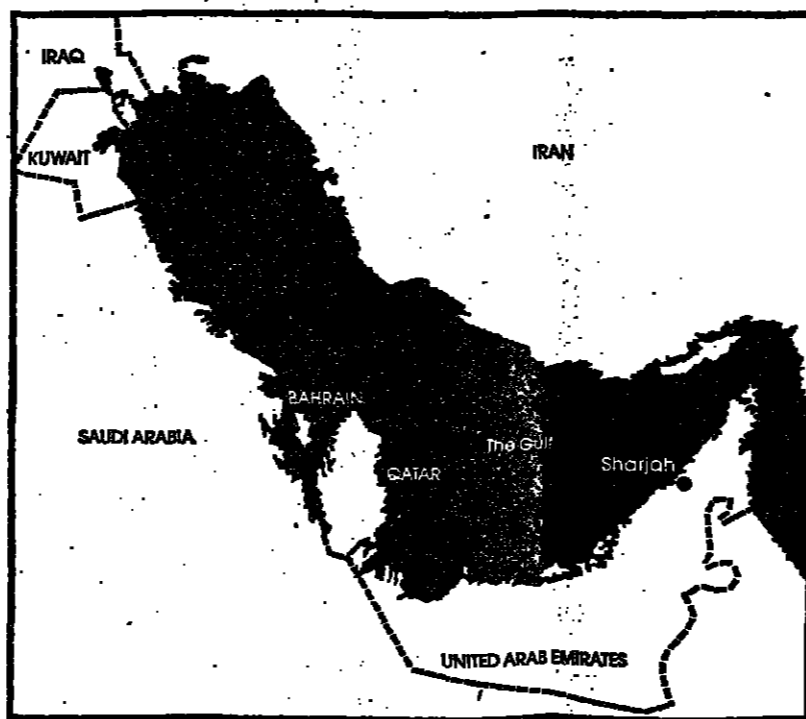 IRAQ
KUWAIT
IRAN
BAHRAIN
SAUDI ARABIA
The Gulf
QATAR
Sharjah
UNITED ARAB EMIRATES